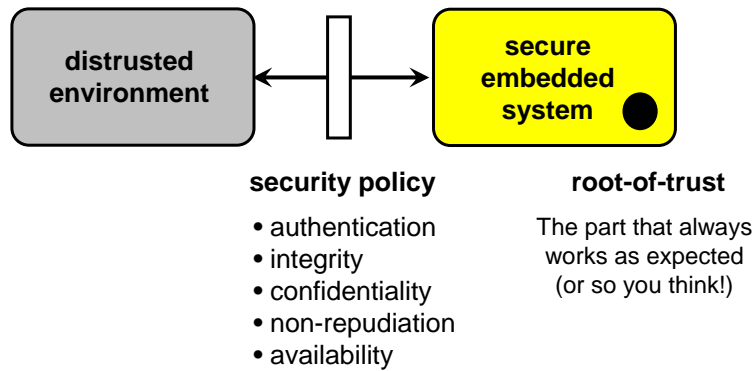 distrusted
environment
secure
embedded
system
security policy
• authentication
• integrity
• confidentiality
• non-repudiation
• availability
root-of-trust
The part that always
works as expected
(or so you think!)